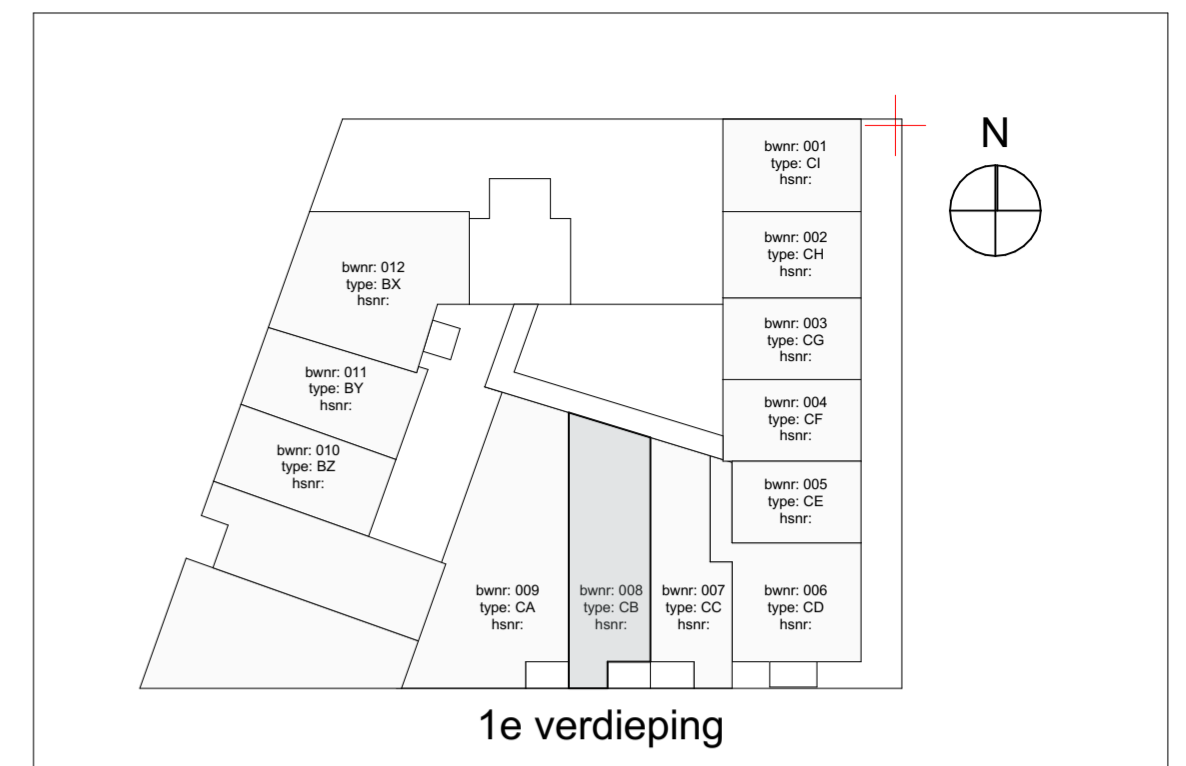 N
bwnr: 001
type: CI
hsnr:
bwnr: 002
type: CH
hsnr:
bwnr: 003
type: CG
hsnr:
bwnr: 004
type: CF
hsnr:
bwnr: 005
type: CE
hsnr:
bwnr: 006
type: CD
hsnr:
bwnr: 007
type: CC
hsnr:
bwnr: 008
type: CB
hsnr:
bwnr: 009
type: CA
hsnr:
bwnr: 010
type: BZ
hsnr:
bwnr: 011
type: BY
hsnr:
bwnr: 012
type: BX
hsnr:
1e verdieping